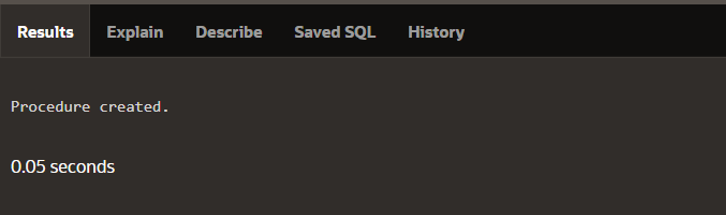 Results Explain Describe Saved SQL History
Procedure created.
0.05 seconds